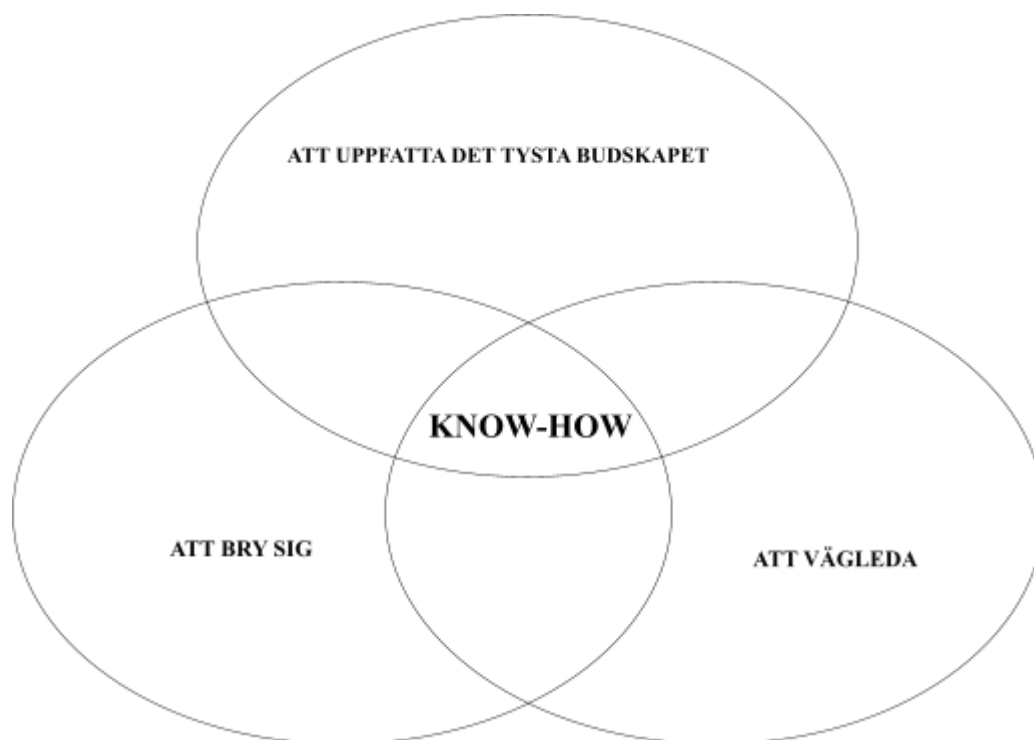 ATT UPPFATTA DET TYSTA BUDSKAPET
KNOW-HOW
ATT BRY SIG
ATT VÄGLEDA